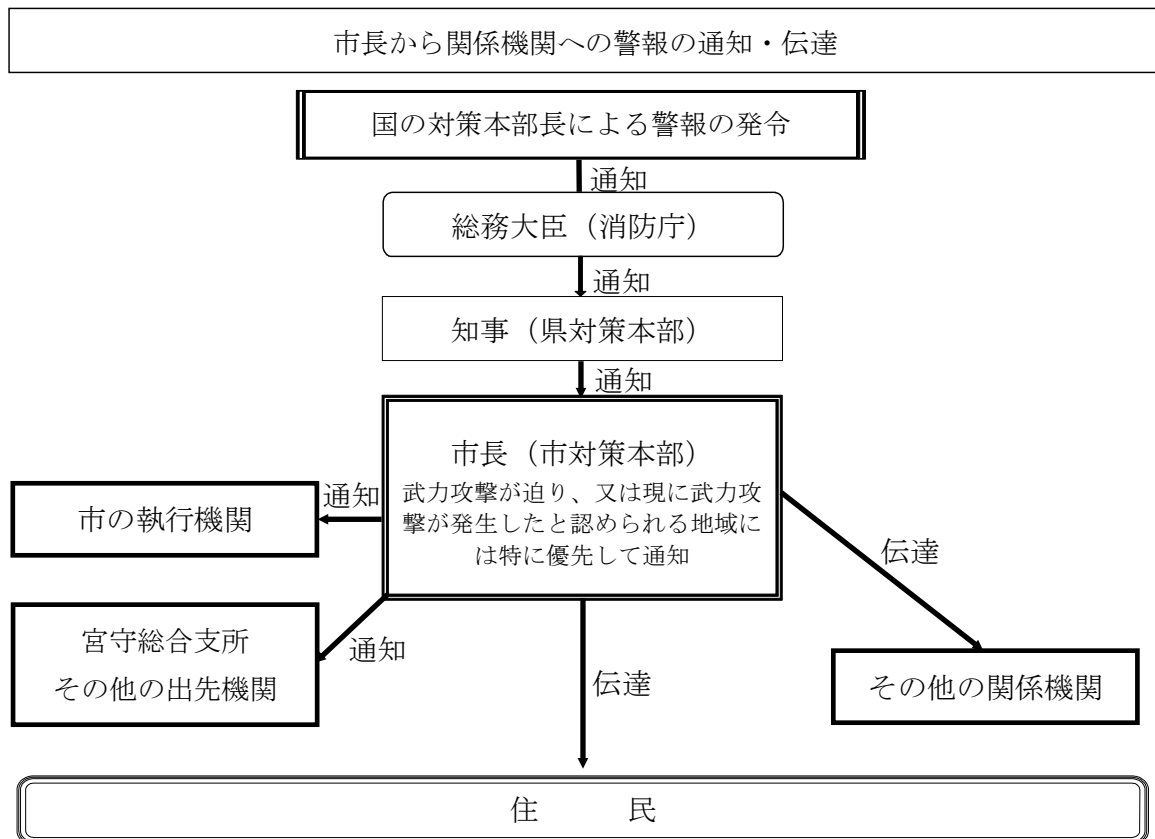 市長から関係機関への警報の通知・伝達
国の対策本部長による警報の発令
通知
総務大臣（消防庁）
通知
知事（県対策本部）
通知
市長（市対策本部）
武力攻撃が迫り、又は現に武力攻
撃が発生したと認められる地域に
は特に優先して通知
通知
市の執行機関
伝達
宮守総合支所
その他の出先機関
通知
伝達
その他の関係機関
住　　　民